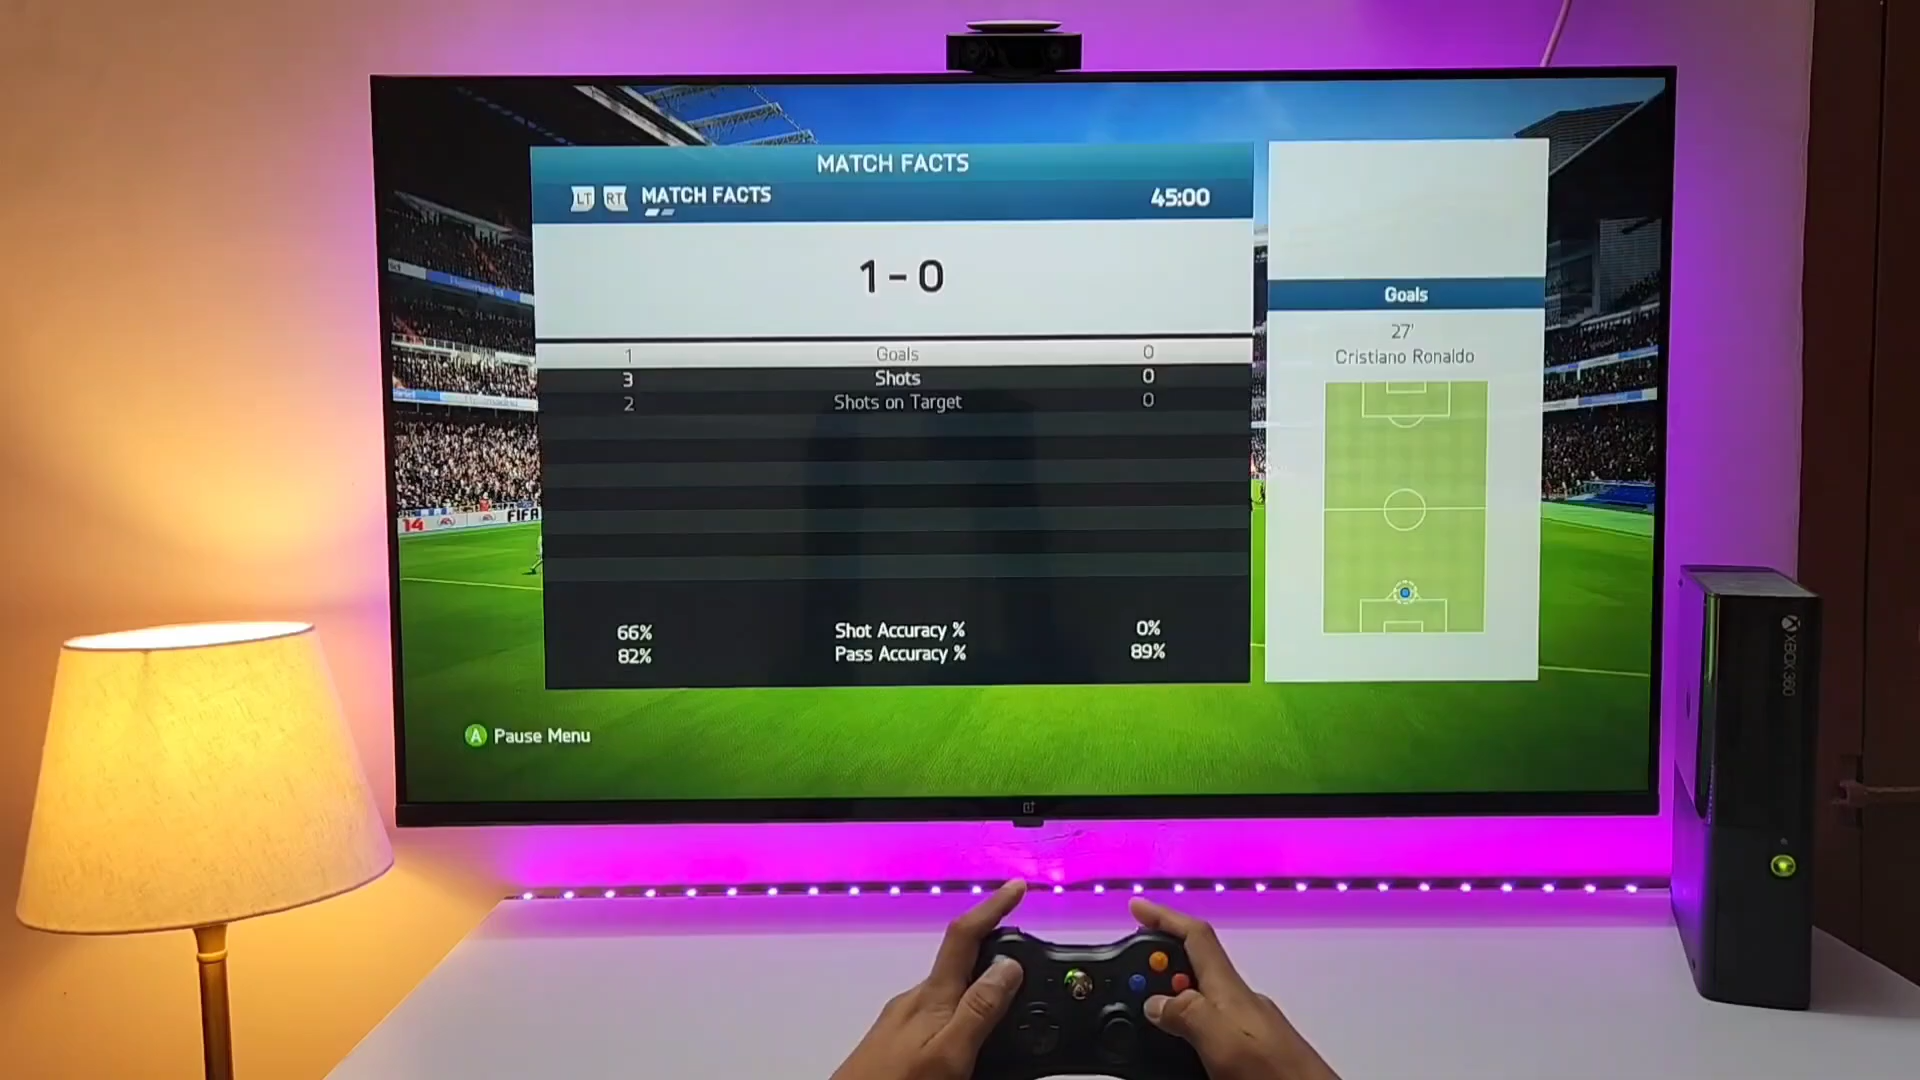 MATCH FACTS
LT RT MATCH FACTS 45:00
1 - 0
1 Goals 0
3 Shots 0
2 Shots on Target 0
66% Shot Accuracy % 0%
82% Pass Accuracy % 89%
Goals
27'
Cristiano Ronaldo
14
FIFA
A Pause Menu
XBOX 360